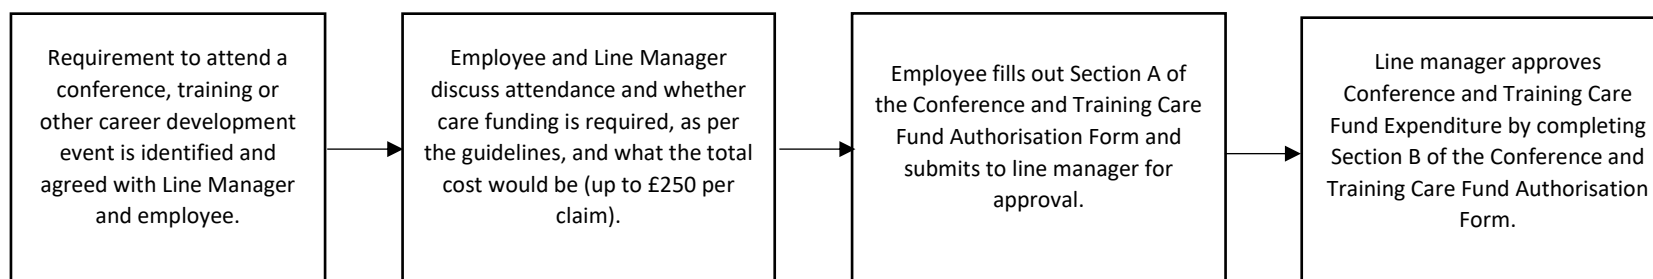 Requirement to attend a
conference, training or
other career development
event is identified and
agreed with Line Manager
and employee.
Employee and Line Manager
discuss attendance and whether
care funding is required, as per
the guidelines, and what the total
cost would be (up to £250 per
claim).
Employee fills out Section A of
the Conference and Training Care
Fund Authorisation Form and
submits to line manager for
approval.
Line manager approves
Conference and Training Care
Fund Expenditure by completing
Section B of the Conference and
Training Care Fund Authorisation
Form.